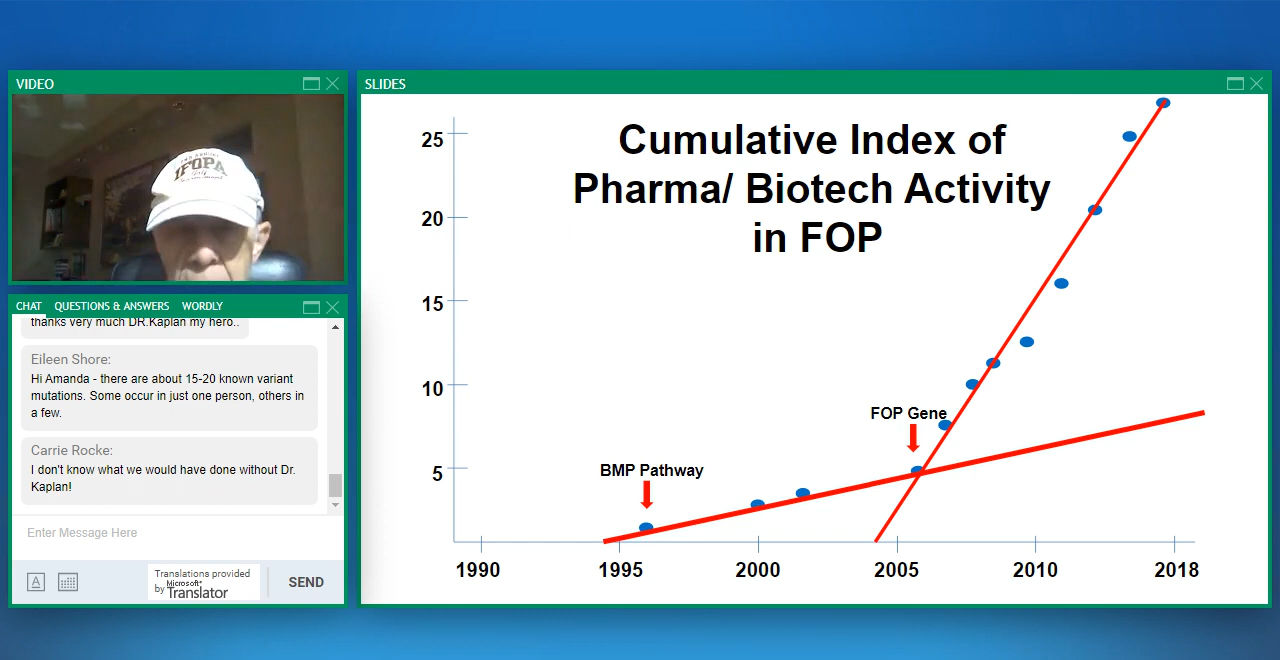 VIDEO
IFOPA
CHAT QUESTIONS & ANSWERS WORDLY
thanks very much DR.Kaplan my hero..
Eileen Shore:
Hi Amanda - there are about 15-20 known variant
mutations. Some occur in just one person, others in
a few.
Carrie Rocke:
I don't know what we would have done without Dr.
Kaplan!
Enter Message Here
A
Translations provided
by Microsoft®
Translator
SEND
SLIDES
Cumulative Index of
Pharma/ Biotech Activity
in FOP
25
20
15
10
5
FOP Gene
BMP Pathway
1990 1995 2000 2005 2010 2018